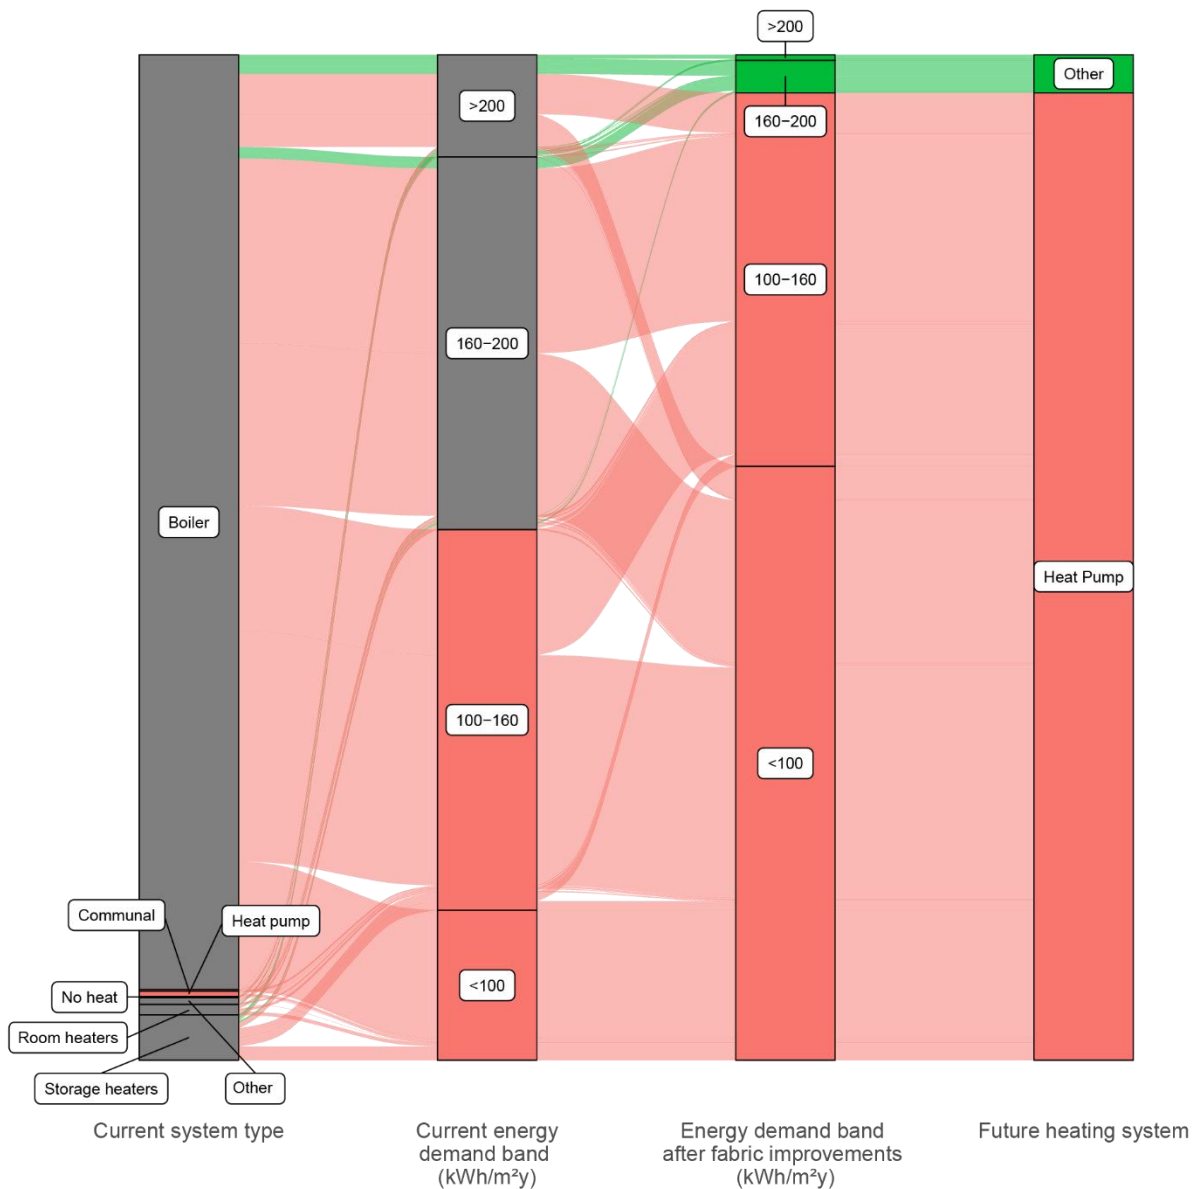 >200
Other
>200
160−200
100−160
160−200
Boiler
Heat Pump
100−160
<100
Communal
Heat pump
No heat
<100
Room heaters
Storage heaters
Other
Current system type
Current energy
demand band
(kWh/m²y)
Energy demand band
after fabric improvements
(kWh/m²y)
Future heating system